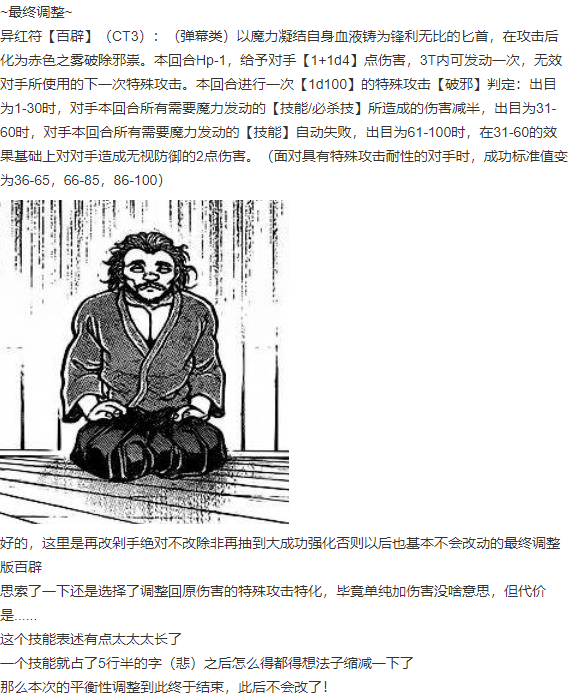 ~最终调整~
异红符【百辟】（CT3）：（弹幕类）以魔力凝结自身血液铸为锋利无比的匕首，在攻击后
化为赤色之雾破除邪祟。本回合Hp-1，给予对手【1+1d4】点伤害，3T内可发动一次，无效
对手所使用的下一次特殊攻击。本回合进行一次【1d100】的特殊攻击【破邪】判定：出目
为1-30时，对手本回合所有需要魔力发动的【技能/必杀技】所造成的伤害减半，出目为31-
60时，对手本回合所有需要魔力发动的【技能】自动失败，出目为61-100时，在31-60的效
果基础上对对手造成无视防御的2点伤害。（面对具有特殊攻击耐性的对手时，成功标准值变
为36-65，66-85，86-100）
好的，这里是再改剁手绝对不改除非再抽到大成功强化否则以后也基本不会改动的最终调整
版百辟
思索了一下还是选择了调整回原伤害的特殊攻击特化，毕竟单纯加伤害没啥意思，但代价
是......
这个技能表述有点太太太长了
一个技能就占了5行半的字（悲）之后怎么得都得想法子缩减一下了
那么本次的平衡性调整到此终于结束，此后不会改了！